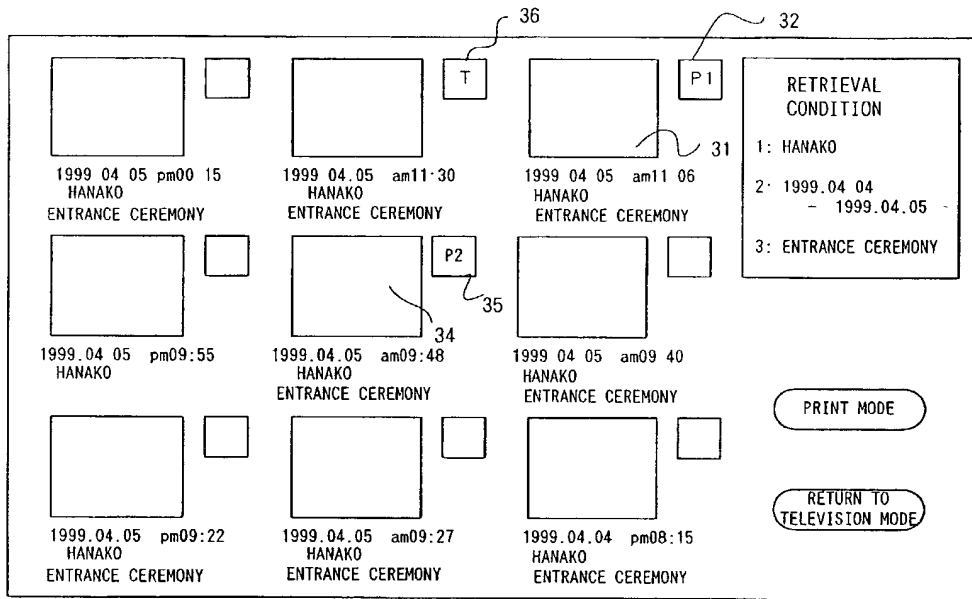 36
32
T
P1
31
1999 04 05 pm00 15
HANAKO
ENTRANCE CEREMONY
1999 04.05 am11·30
HANAKO
ENTRANCE CEREMONY
1999 04 05 am11 06
HANAKO
ENTRANCE CEREMONY
RETRIEVAL
CONDITION
1: HANAKO
2· 1999.04 04
- 1999.04.05 -
3: ENTRANCE CEREMONY
P2
35
34
1999.04 05 pm09:55
HANAKO
1999.04.05 am09:48
HANAKO
ENTRANCE CEREMONY
1999 04 05 am09 40
HANAKO
ENTRANCE CEREMONY
PRINT MODE
RETURN TO
TELEVISION MODE
1999.04.05 pm09:22
HANAKO
ENTRANCE CEREMONY
1999.04.05 am09:27
HANAKO
ENTRANCE CEREMONY
1999.04.04 pm08:15
HANAKO
ENTRANCE CEREMONY